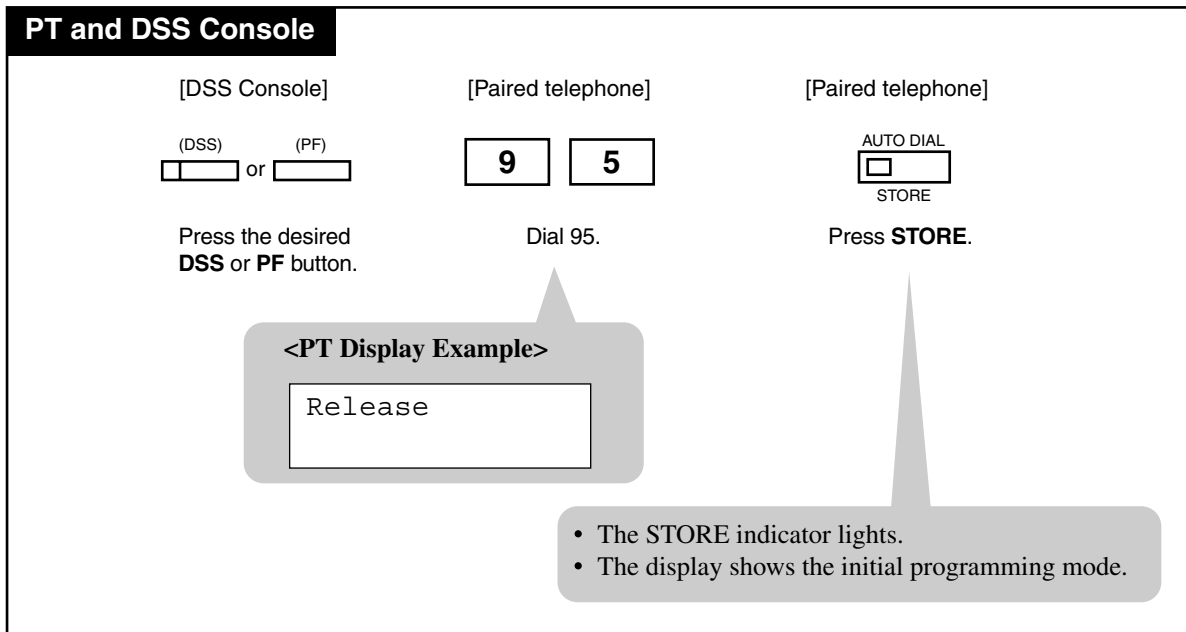 PT and DSS Console
[DSS Console]
[Paired telephone]
[Paired telephone]
(DSS)
or
(PF)
9
5
AUTO DIAL
STORE
Press the desired
DSS or PF button.
Dial 95.
Press STORE.
<PT Display Example>
Release
• The STORE indicator lights.
• The display shows the initial programming mode.